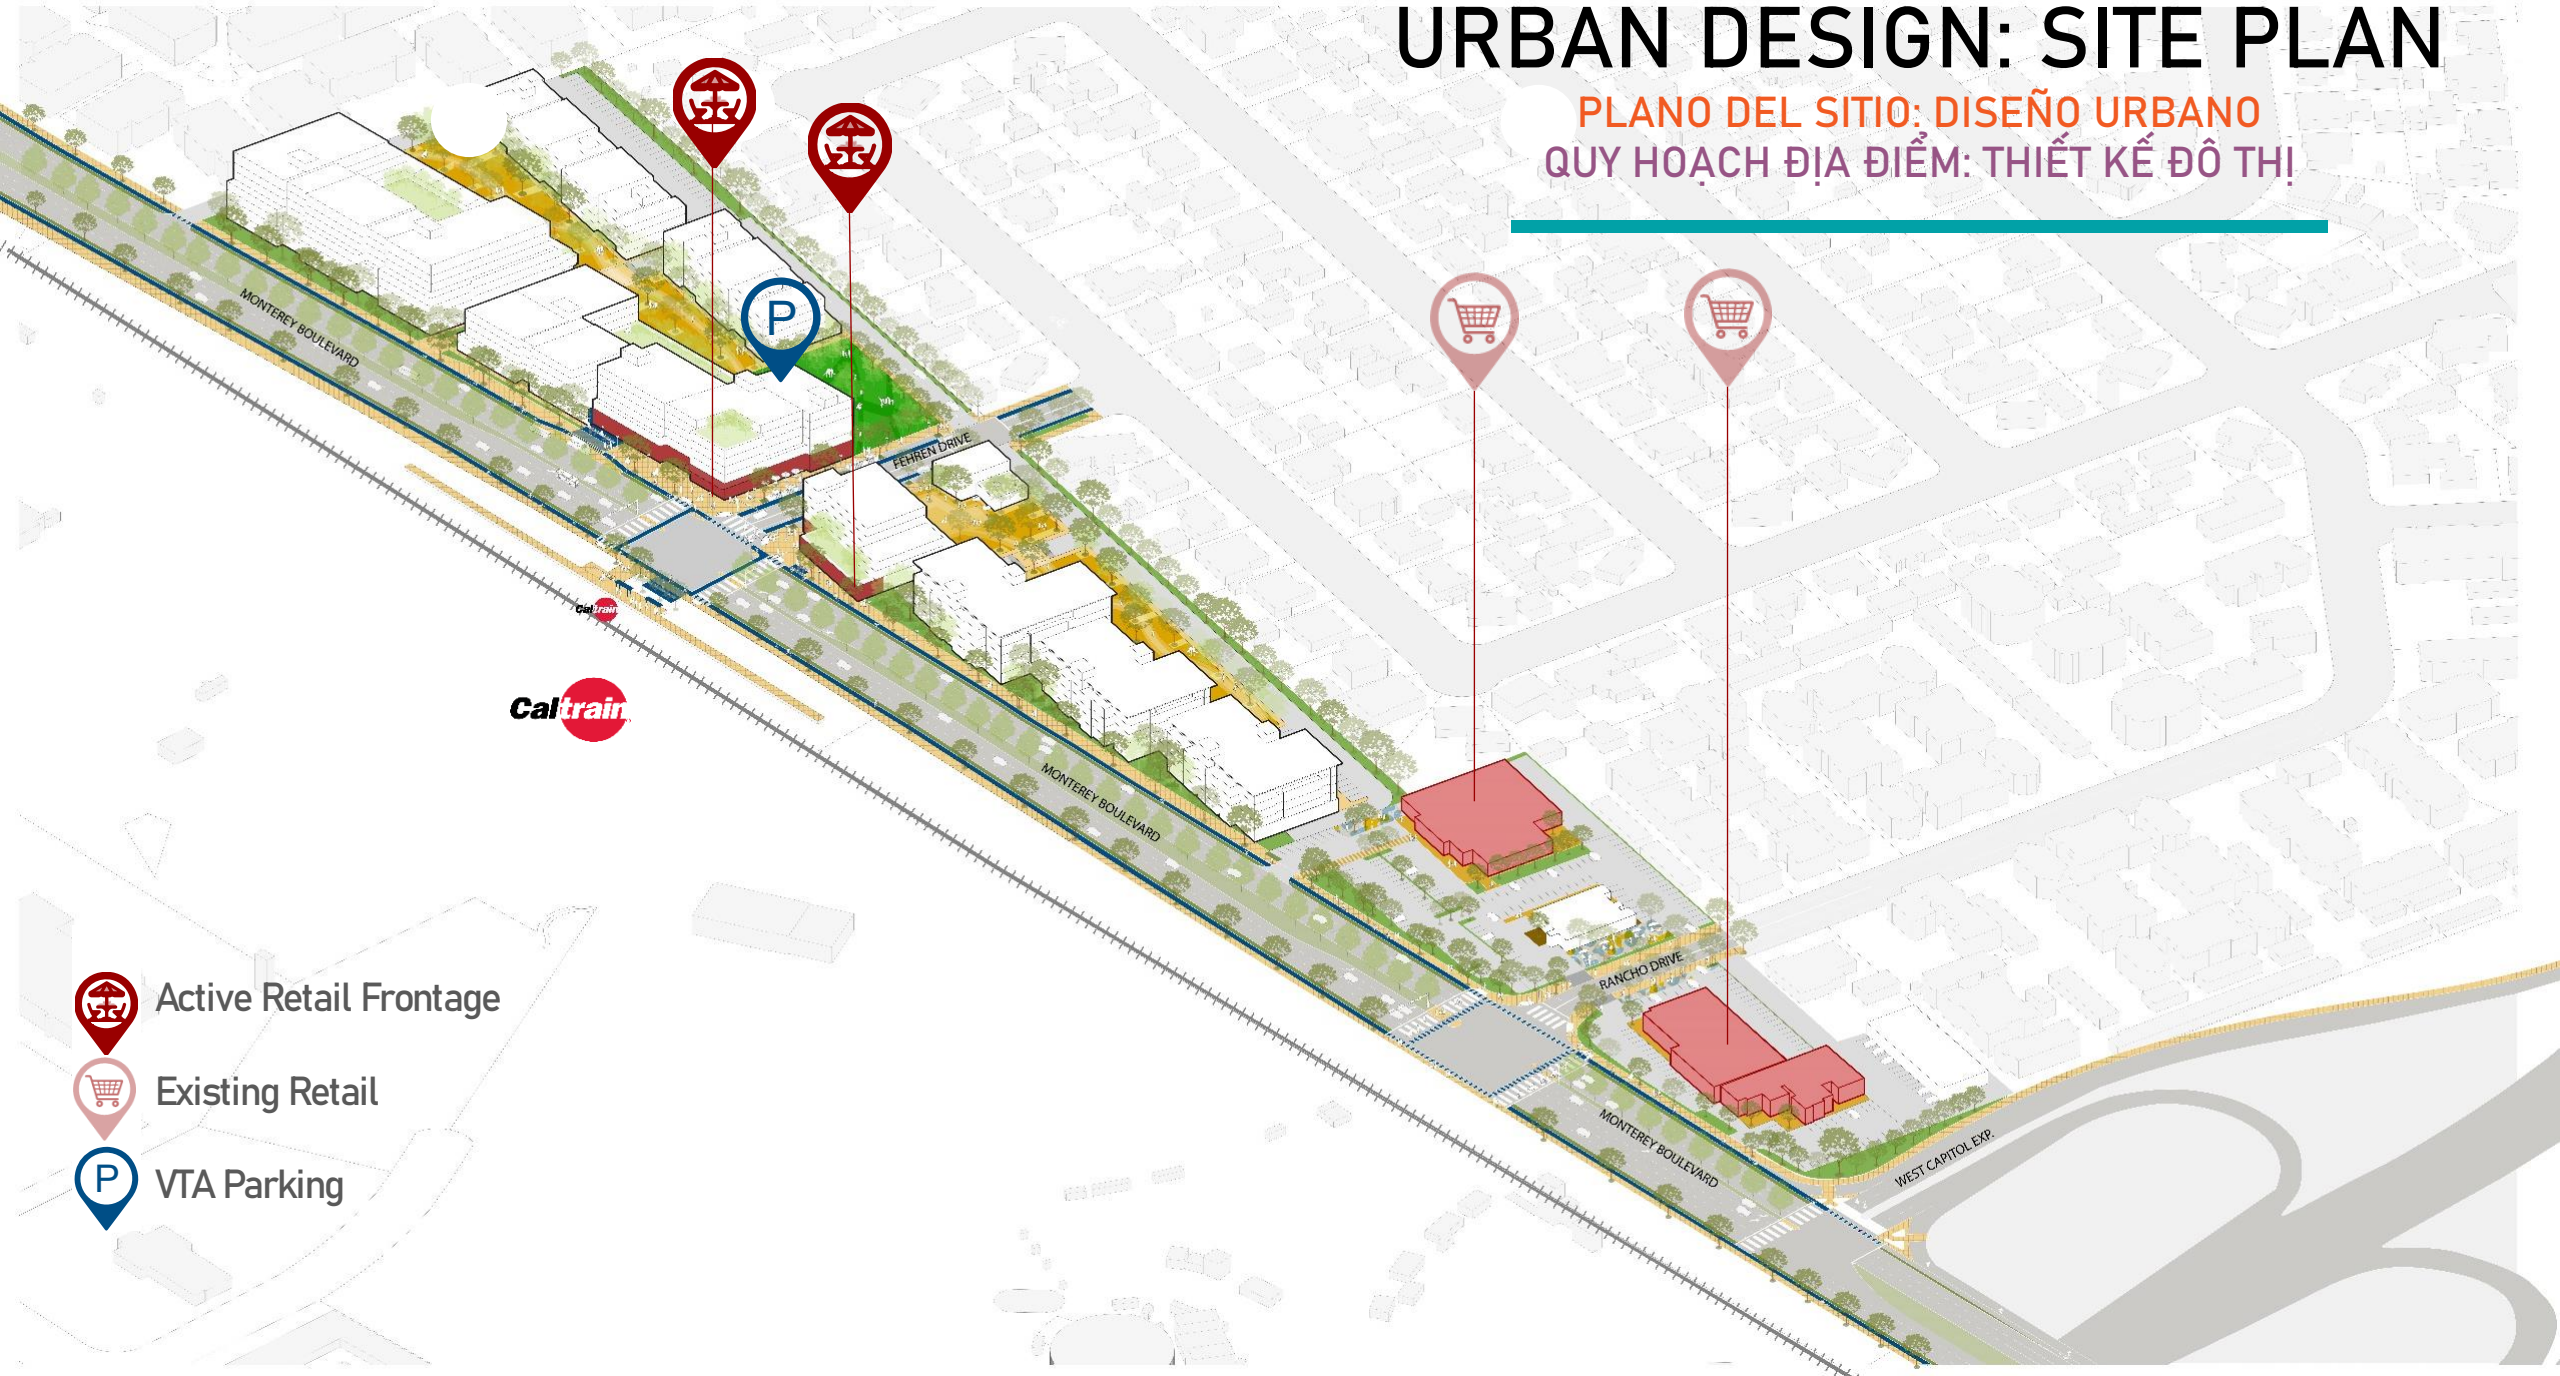 URBAN DESIGN: SITE PLAN
PLANO DEL SITIO: DISEÑO URBANO
QUY HOẠCH ĐỊA ĐIỂM: THIẾT KẾ ĐÔ THỊ
P
MONTEREY BOULEVARD
FEHREN DRIVE
Caltrain
Caltrain
MONTEREY BOULEVARD
RANCHO DRIVE
MONTEREY BOULEVARD
WEST CAPITOL EXP.
Active Retail Frontage
Existing Retail
P VTA Parking